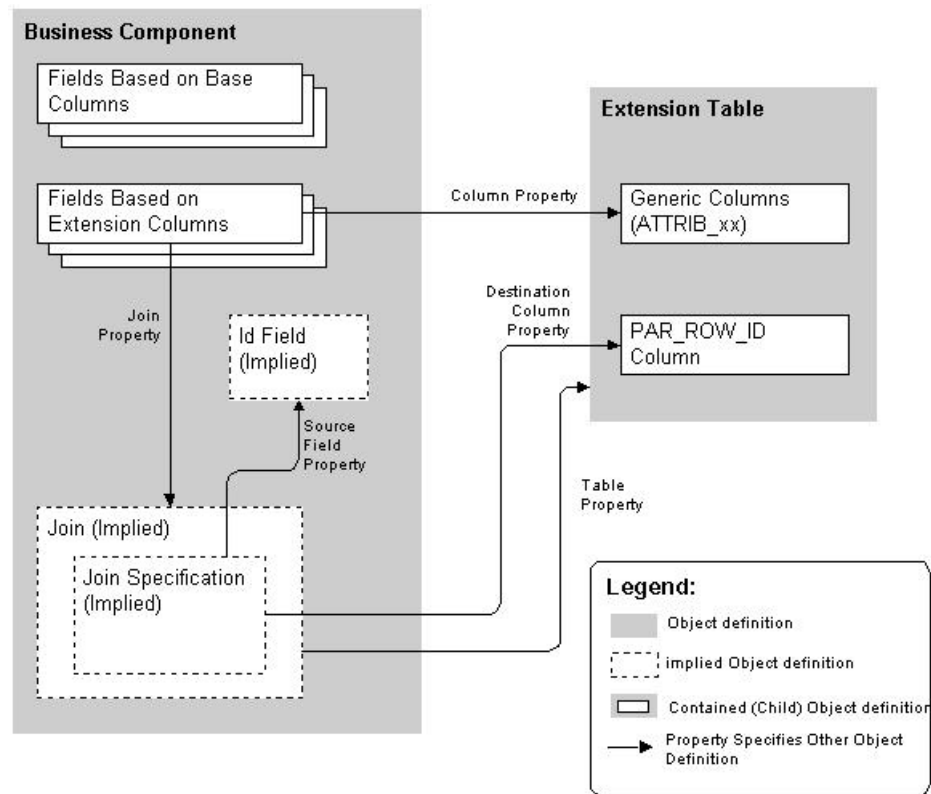 Business Component
Fields Based on Base
Columns
Extension Table
Fields Based on
Extension Columns
Column Property
Generic Columns
(ATTRIB_xx)
Join
Property
Destination
Column
Property
Id Field
(Implied)
PAR_ROW_ID
Column
Source
Field
Property
Table
Property
Join (Implied)
Join Specification
(Implied)
Legend:
Object definition
implied Object definition
Contained (Child) Object definition
Property Specifies Other Object
Definition